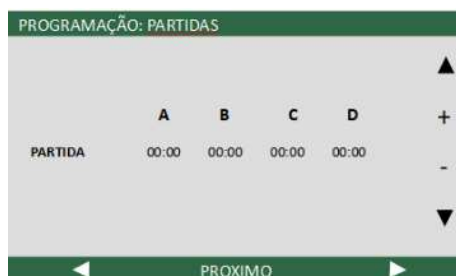 PROGRAMAÇÃO: PARTIDAS
▲
A B C D +
PARTIDA 00:00 00:00 00:00 00:00
-
▼
◄ PROXIMO ►